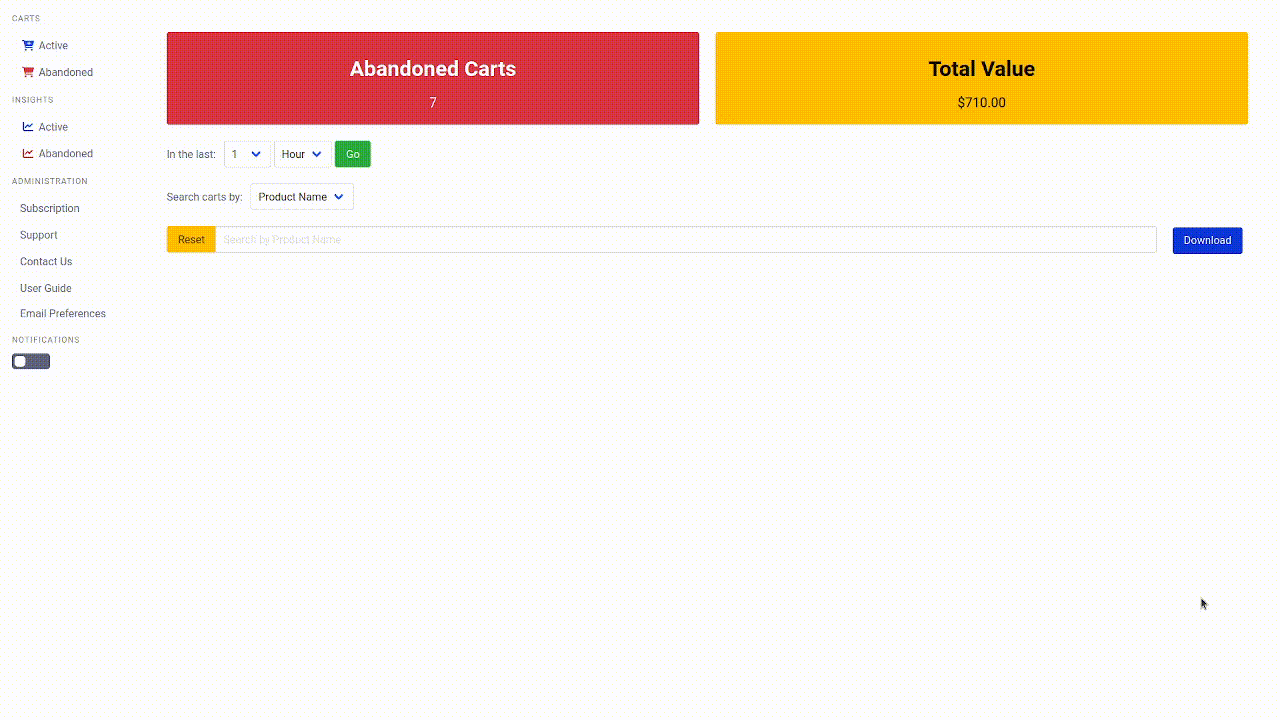 CARTS
Active
Abandoned
INSIGHTS
Active
Abandoned
ADMINISTRATION
Subscription
Support
Contact Us
User Guide
Email Preferences
NOTIFICATIONS
Abandoned Carts
7
Total Value
$710.00
In the last: 1 Hour Go
Search carts by: Product Name
Reset Search by Product Name Download